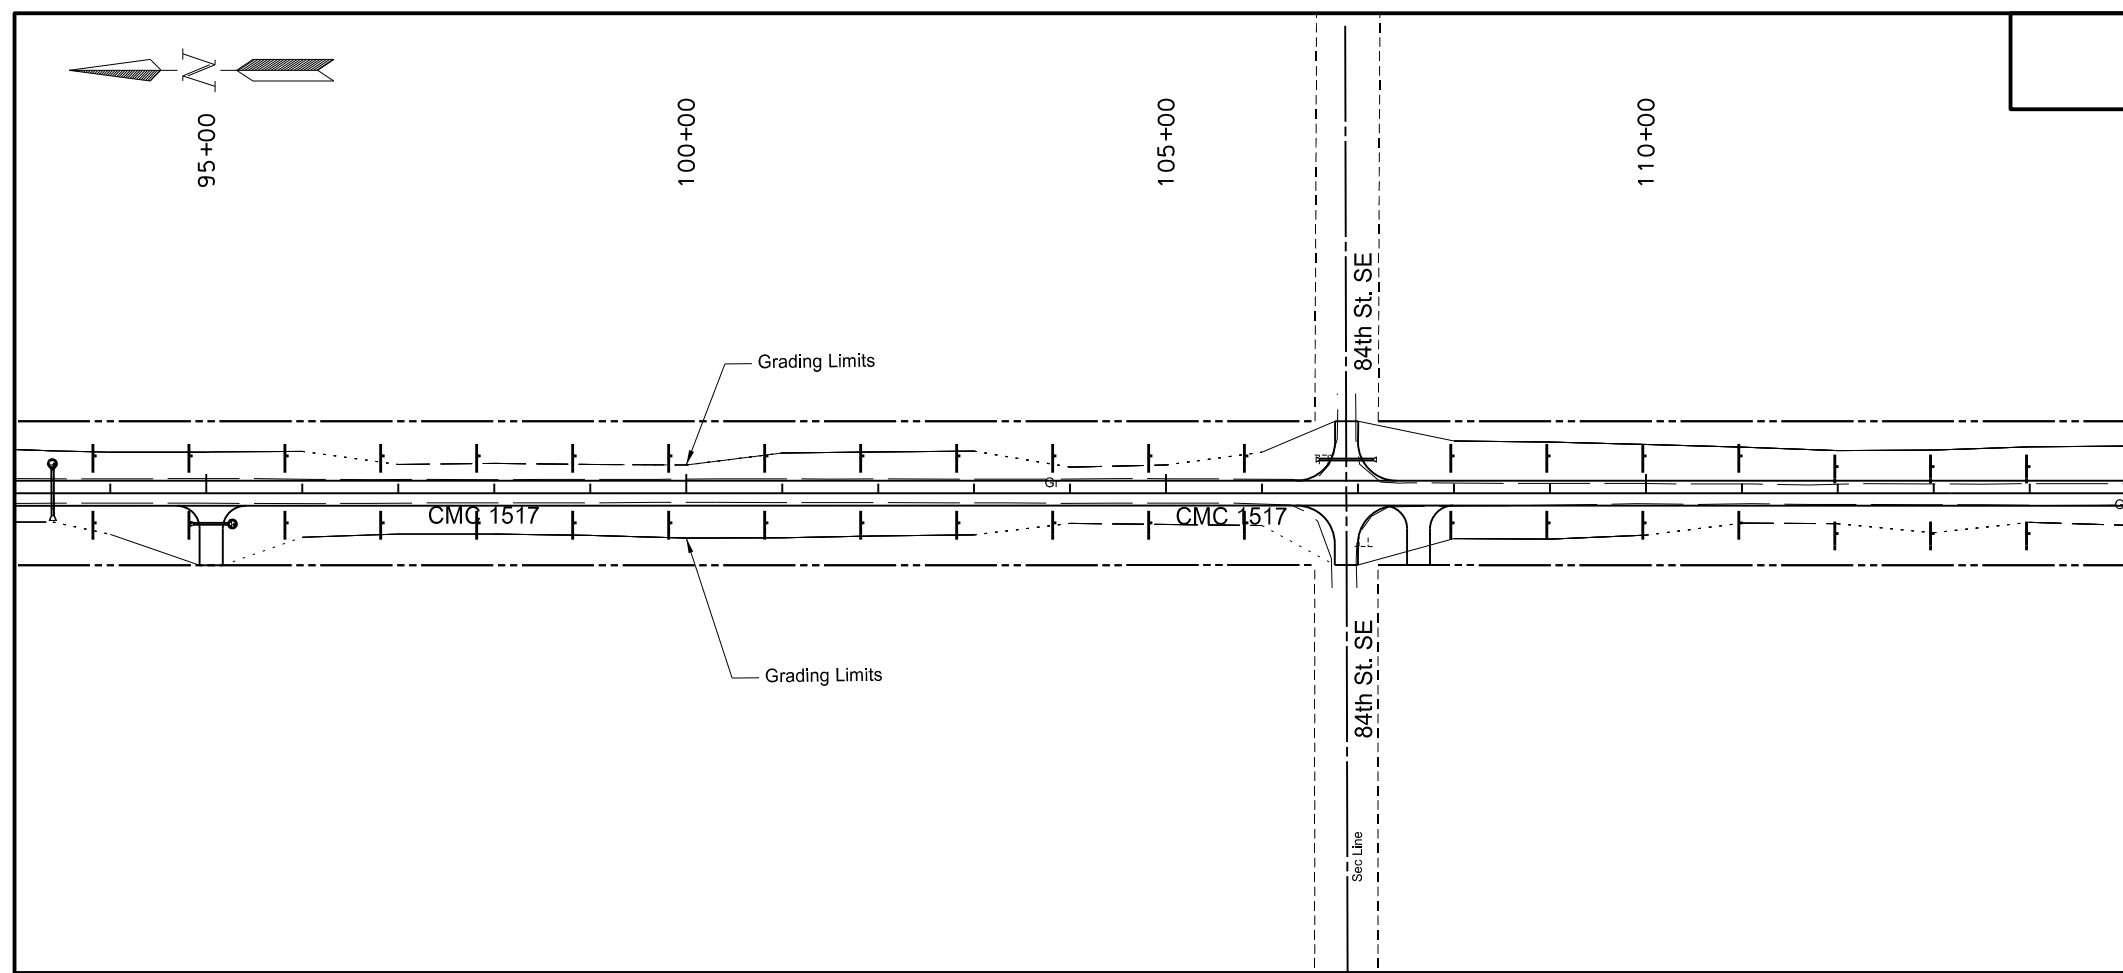 N
95+00
100+00
105+00
110+00
84th St. SE
Grading Limits
Gr
CMC 1517
CMC 1517
G
84th St. SE
Grading Limits
Sec Line